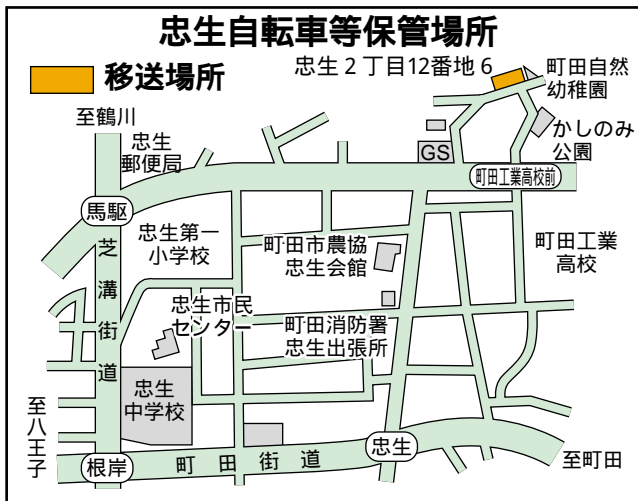 忠生自転車等保管場所
移送場所
忠生2丁目12番地6
町田自然
幼稚園
至鶴川
忠生
郵便局
GS
かしのみ
公園
町田工業高校前
馬駆
芝溝街道
忠生第一
小学校
町田市農協
忠生会館
町田工業
高校
忠生市民
センター
町田消防署
忠生出張所
忠生
中学校
至八王子
根岸
町田街道
忠生
至町田